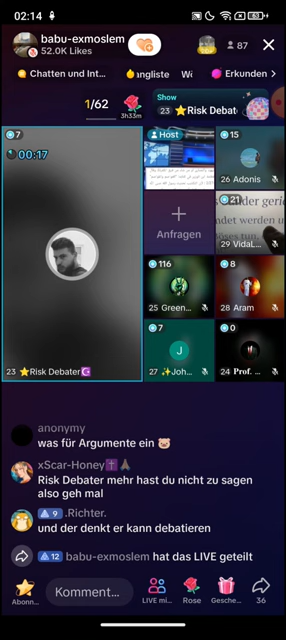 02:14
63
babu-exmoslem
52.0K Likes
87
Chatten und Int...
ngliste
Erkunden
1/62
3h33m
Show
23 ⭐Risk Debat
7
00:17
23 ⭐Risk Debater☪
Host
15
26 Adonis
Anfragen
21
29 VidaL...
116
25 Green...
8
28 Aram
7
J
27 ✨Joh...
0
24 𝐏𝐫𝐨𝐟. ...
anonymy
was für Argumente ein 🐷
xScar-Honey✝️🙏🏿
Risk Debater mehr hast du nicht zu sagen
also geh mal
9 .Richter.
und der denkt er kann debatieren
12 babu-exmoslem hat das LIVE geteilt
Abonn...
Komment...
LIVE mi...
Rose
Gesche...
36